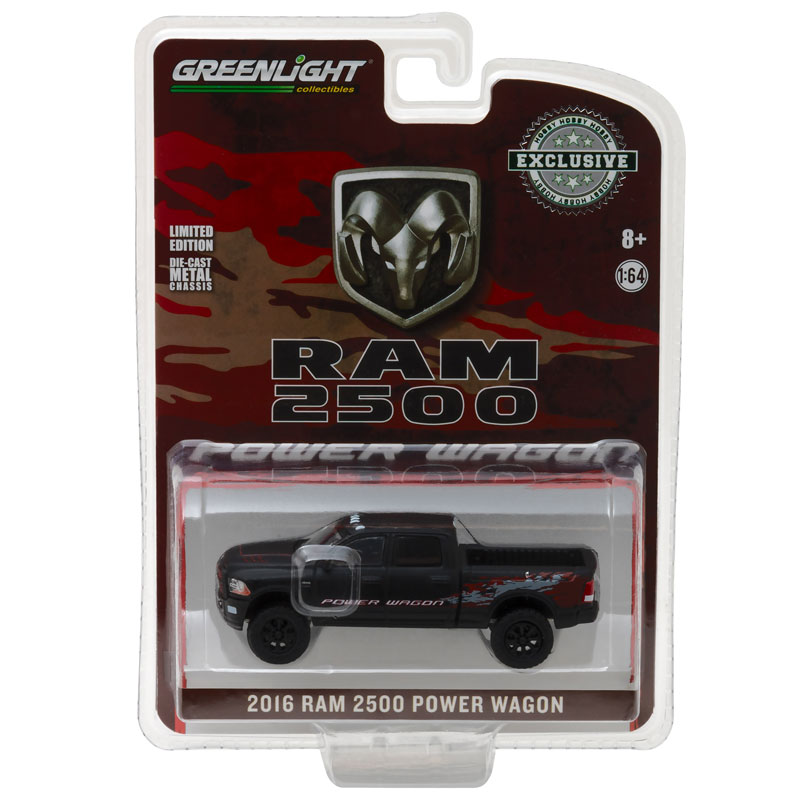 GREENLIGHT
collectibles
HOBBY HOBBY HOBBY
EXCLUSIVE
HOBBY HOBBY HOBBY
LIMITED
EDITION
DIE-CAST
METAL
CHASSIS
8+
1:64
RAM
2500
POWER WAGON
POWER WAGON
2016 RAM 2500 POWER WAGON